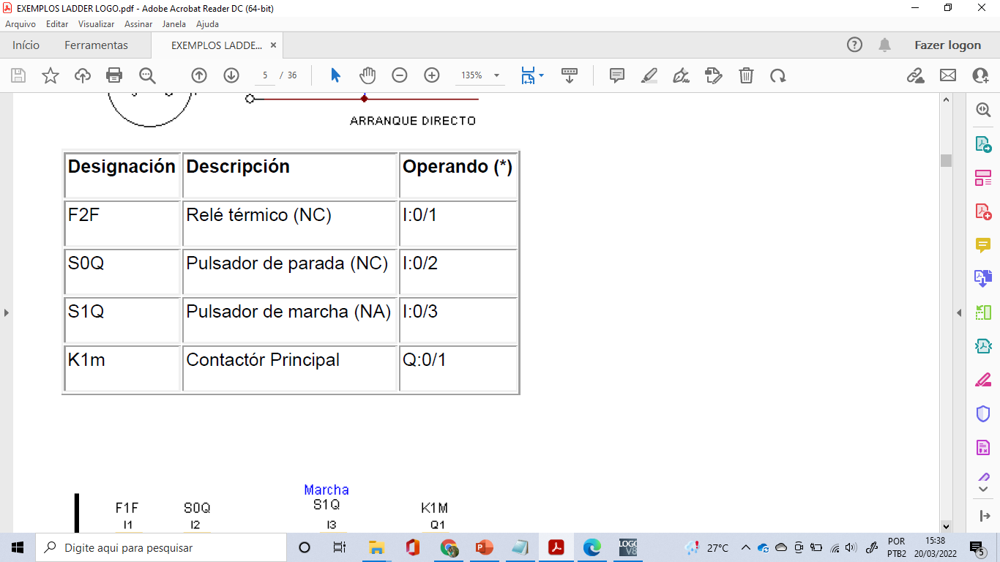 EXEMPLOS LADDER LOGO.pdf - Adobe Acrobat Reader DC (64-bit)
Arquivo Editar Visualizar Assinar Janela Ajuda
Início Ferramentas EXEMPLOS LADDE... Fazer logon
5 / 36 135%
ARRANQUE DIRECTO
Designación Descripción Operando (*)
F2F Relé térmico (NC) I:0/1
S0Q Pulsador de parada (NC) I:0/2
S1Q Pulsador de marcha (NA) I:0/3
K1m Contactór Principal Q:0/1
Marcha
F1F S0Q S1Q K1M
I1 I2 I3 Q1
Digite aqui para pesquisar
LOGO
V8
27°C
POR
PTB2
15:38
20/03/2022
5